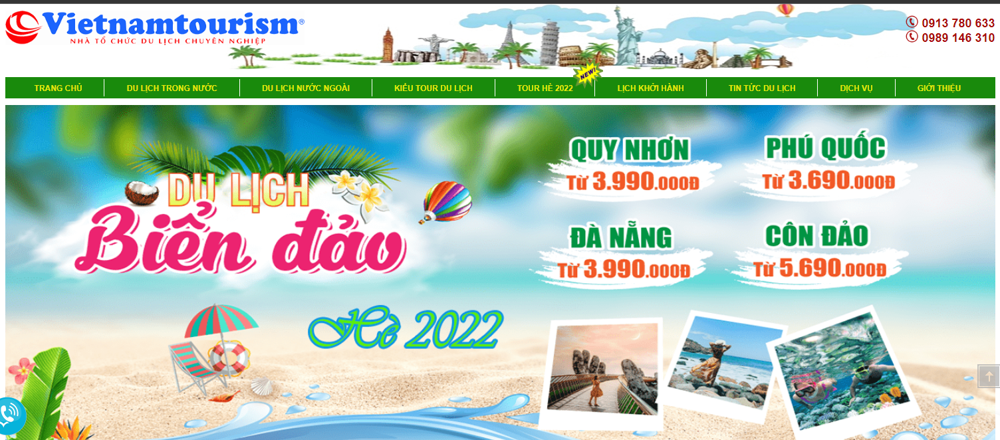 Vietnamtourism®
NHÀ TỔ CHỨC DU LỊCH CHUYÊN NGHIỆP
0913 780 633
0989 146 310
NEW!
TRANG CHỦ DU LỊCH TRONG NƯỚC DU LỊCH NƯỚC NGOÀI KIỂU TOUR DU LỊCH TOUR HÈ 2022 LỊCH KHỞI HÀNH TIN TỨC DU LỊCH DỊCH VỤ GIỚI THIỆU
DU LỊCH
Biển đảo
Hè 2022
QUY NHƠN
TỪ 3.990.000Đ
PHÚ QUỐC
TỪ 3.690.000Đ
ĐÀ NẴNG
TỪ 3.990.000Đ
CÔN ĐẢO
TỪ 5.690.000Đ